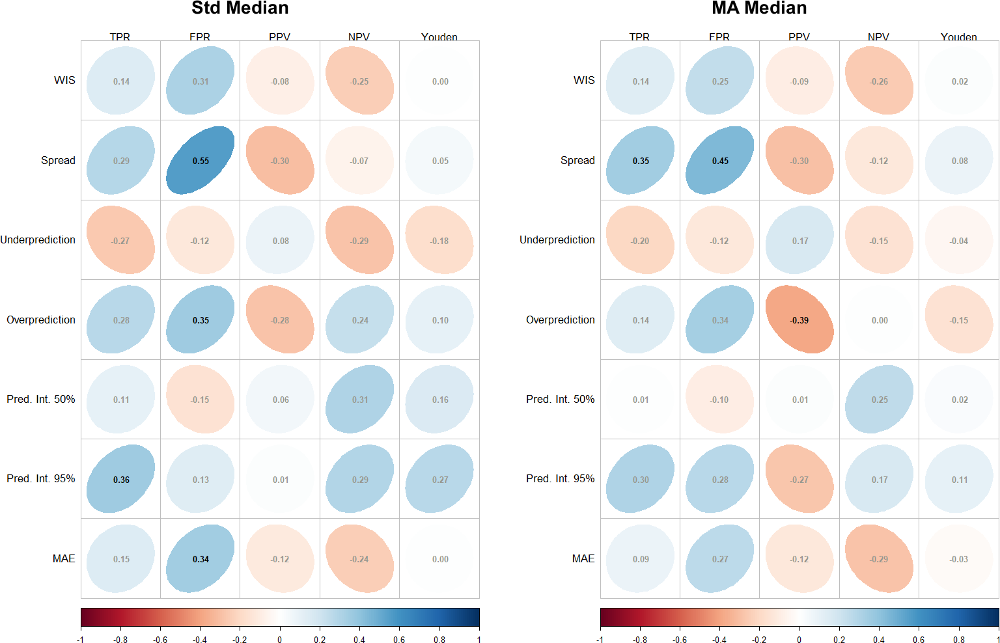 Std Median
TPR FPR PPV NPV Youden
WIS 0.14 0.31 -0.08 -0.25 0.00
Spread 0.29 0.55 -0.30 -0.07 0.05
Underprediction -0.27 -0.12 0.08 -0.29 -0.18
Overprediction 0.28 0.35 -0.28 0.24 0.10
Pred. Int. 50% 0.11 -0.15 0.06 0.31 0.16
Pred. Int. 95% 0.36 0.13 0.01 0.29 0.27
MAE 0.15 0.34 -0.12 -0.24 0.00
-1 -0.8 -0.6 -0.4 -0.2 0 0.2 0.4 0.6 0.8 1
MA Median
TPR FPR PPV NPV Youden
WIS 0.14 0.25 -0.09 -0.26 0.02
Spread 0.35 0.45 -0.30 -0.12 0.08
Underprediction -0.20 -0.12 0.17 -0.15 -0.04
Overprediction 0.14 0.34 -0.39 0.00 -0.15
Pred. Int. 50% 0.01 -0.10 0.01 0.25 0.02
Pred. Int. 95% 0.30 0.28 -0.27 0.17 0.11
MAE 0.09 0.27 -0.12 -0.29 -0.03
-1 -0.8 -0.6 -0.4 -0.2 0 0.2 0.4 0.6 0.8 1